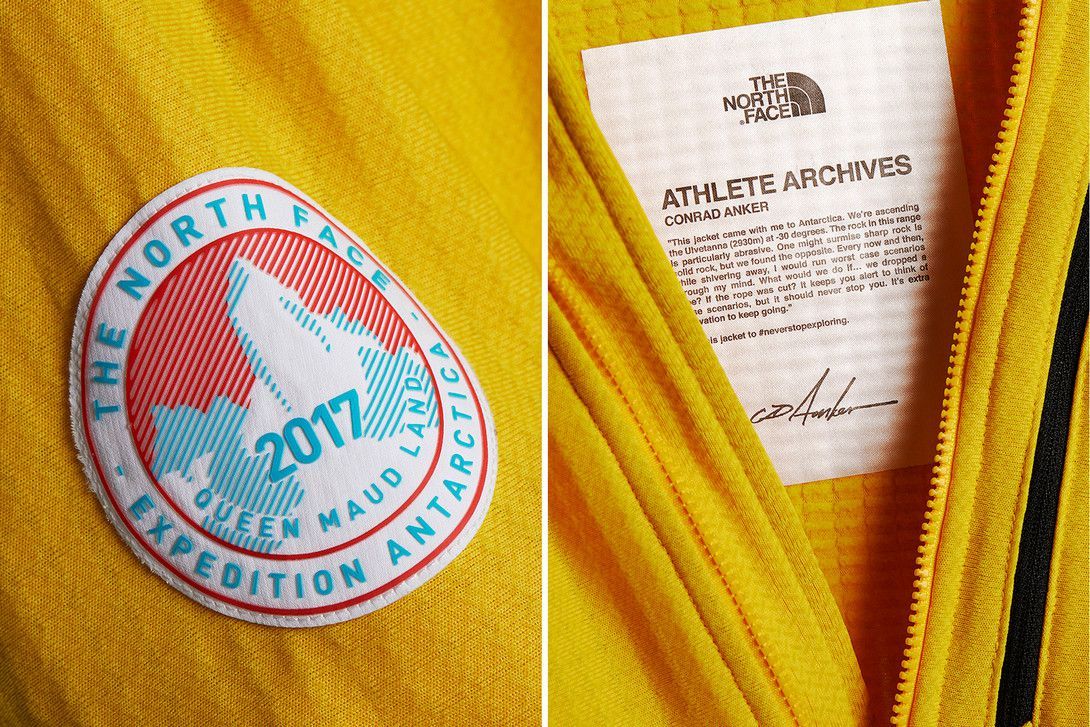 THE NORTH FACE
2017
QUEEN MAUD LAND
- EXPEDITION ANTARCTICA -
THE
NORTH
FACE
ATHLETE ARCHIVES
CONRAD ANKER
"This jacket came with me to Antarctica. We're ascending
the Ulvetanna (2930m) at -30 degrees. The rock in this range
is particularly abrasive. One might surmise sharp rock is
solid rock, but we found the opposite. Every now and then,
while shivering away, I would run worst case scenarios
through my mind. What would we do if... we dropped a
? If the rope was cut? It keeps you alert to think of
scenarios, but it should never stop you. It's extra
to keep going."
jacket to #neverstopexploring.
CD Anker